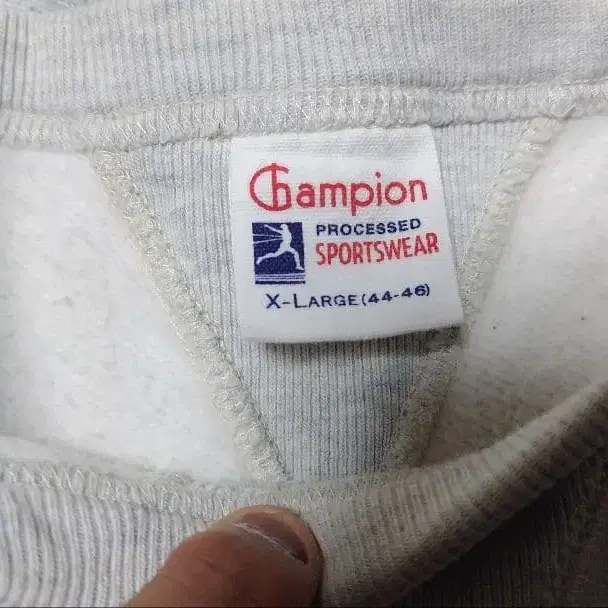 Champion
PROCESSED
SPORTSWEAR
X-LARGE(44-46)